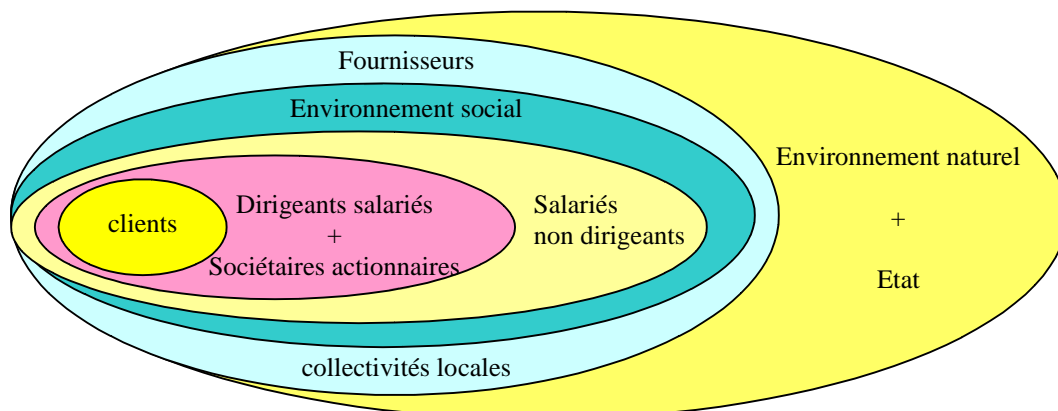 Fournisseurs
Environnement social
Environnement naturel
+
Etat
clients
Dirigeants salariés
+
Sociétaires actionnaires
Salariés
non dirigeants
collectivités locales